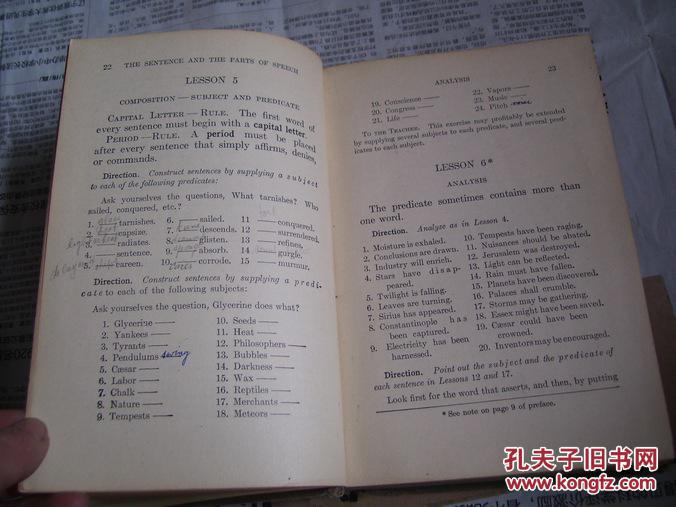 22 THE SENTENCE AND THE PARTS OF SPEECH
LESSON 5
COMPOSITION — SUBJECT AND PREDICATE
CAPITAL LETTER — RULE. The first word of
every sentence must begin with a capital letter.
PERIOD — RULE. A period must be placed
after every sentence that simply affirms, denies,
or commands.
Direction. Construct sentences by supplying a subject
to each of the following predicates:
Ask yourselves the questions, What tarnishes? Who
sailed, conquered, etc.?
1. tarnishes. 6. sailed. 11 conquered.
2. capsize. 7. descends. 12 surrendered.
3. radiates. 8. glisten. 13 refines.
4. sentence. 9. absorb. 14 gurgle.
5. careen. 10. corrode. 15 murmur.
Direction. Construct sentences by supplying a predi-
cate to each of the following subjects:
Ask yourselves the question, Glycerine does what?
1. Glycerine — 10. Seeds —
2. Yankees — 11. Heat —
3. Tyrants — 12. Philosophers —
4. Pendulums swing 13. Bubbles —
5. Cæsar — 14. Darkness —
6. Labor — 15. Wax —
7. Chalk — 16. Reptiles —
8. Nature — 17. Merchants —
9. Tempests — 18. Meteors —
ANALYSIS 23
19. Conscience — 22. Vapors —
20. Congress — 23. Music —
21. Life — 24. Pitch
TO THE TEACHER. This exercise may profitably be extended
by supplying several subjects to each predicate, and several pred-
icates to each subject.
LESSON 6*
ANALYSIS
The predicate sometimes contains more than
one word.
Direction. Analyze as in Lesson 4.
1. Moisture is exhaled.
2. Conclusions are drawn.
3. Industry will enrich.
4. Stars have disap-
peared.
5. Twilight is falling.
6. Leaves are turning.
7. Sirius has appeared.
8. Constantinople has
been captured.
9. Electricity has been
harnessed.
10. Tempests have been raging.
11. Nuisances should be abated.
12. Jerusalem was destroyed.
13. Light can be reflected.
14. Rain must have fallen.
15. Planets have been discovered.
16. Palaces shall crumble.
17. Storms may be gathering.
18. Essex might have been saved.
19. Cæsar could have been
crowned.
20. Inventors may be encouraged.
Direction. Point out the subject and the predicate of
each sentence in Lessons 12 and 17.
Look first for the word that asserts, and then, by putting
* See note on page 9 of preface.
孔夫子旧书网
KONGFZ.COM